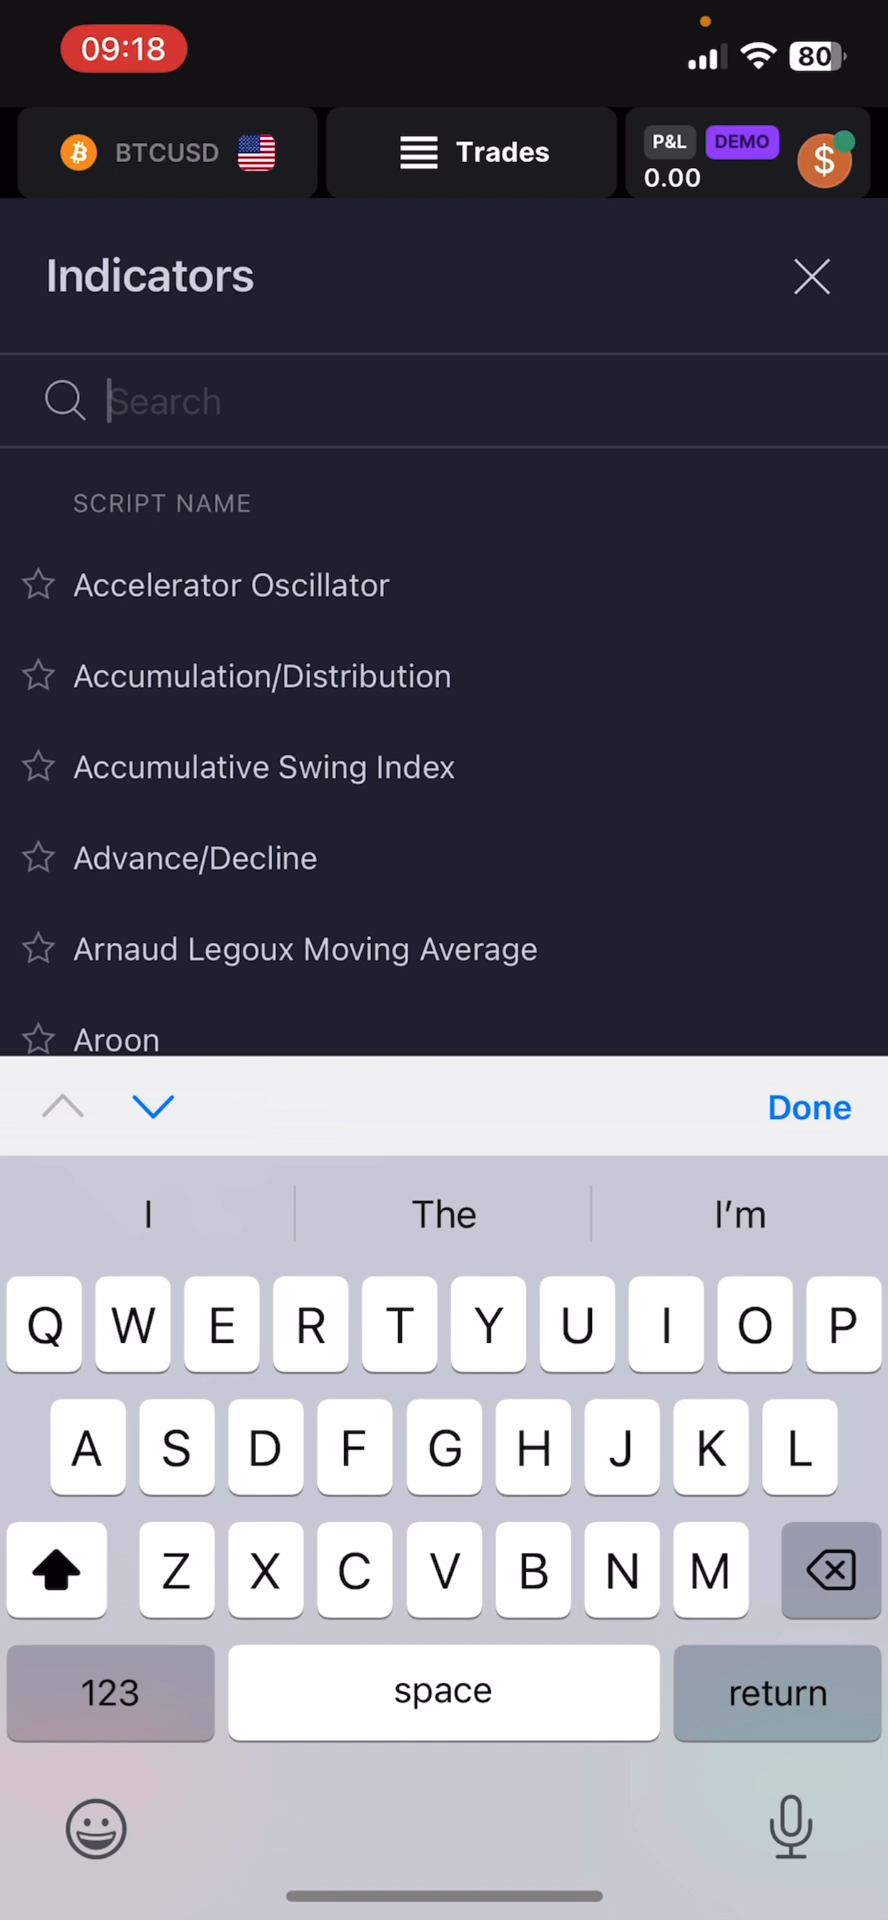 09:18
80
BTCUSD
Trades
P&L DEMO
0.00
$
Indicators
Search
SCRIPT NAME
Accelerator Oscillator
Accumulation/Distribution
Accumulative Swing Index
Advance/Decline
Arnaud Legoux Moving Average
Aroon
Done
I The I'm
Q W E R T Y U I O P
A S D F G H J K L
Z X C V B N M
123 space return